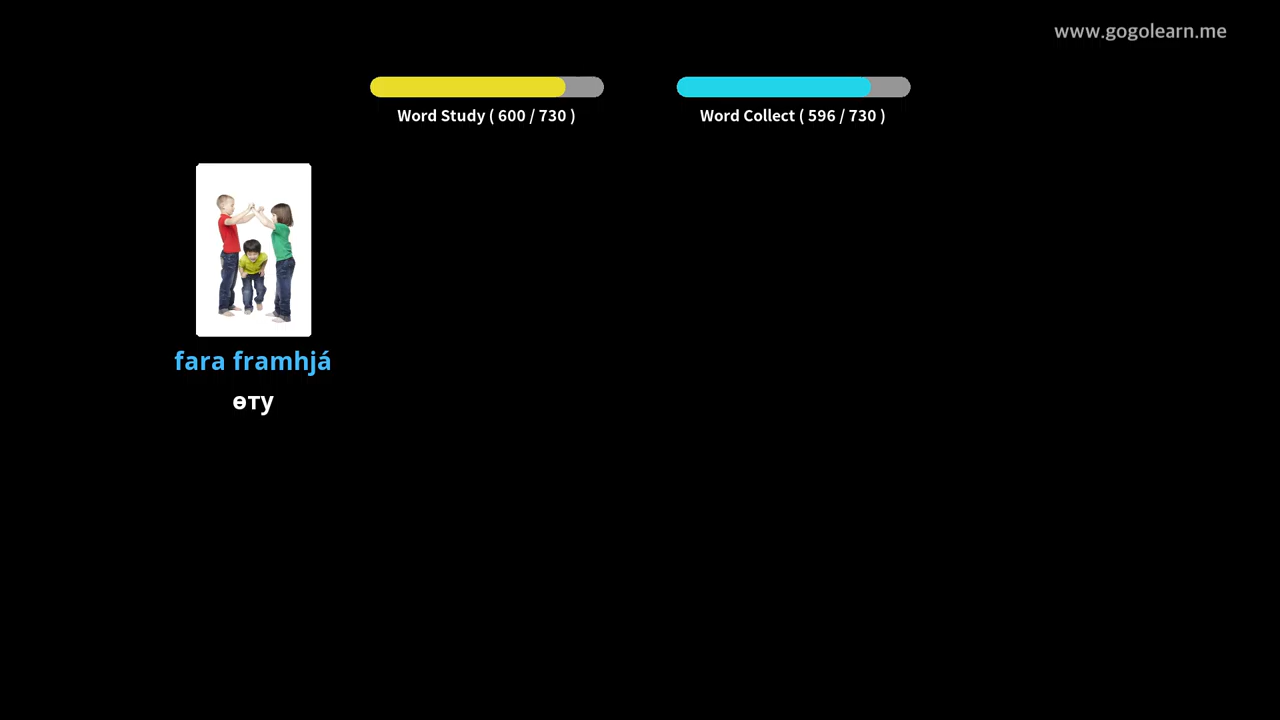 www.gogolearn.me
Word Study ( 600 / 730 )
Word Collect ( 596 / 730 )
fara framhjá
өту